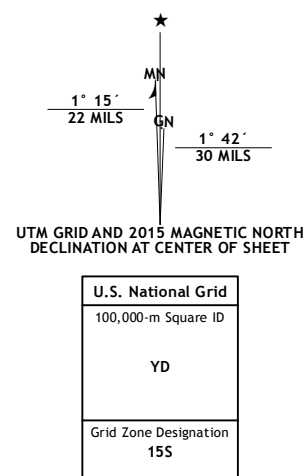 ★
MN
1° 15´
22 MILS
GN
1° 42´
30 MILS
UTM GRID AND 2015 MAGNETIC NORTH
DECLINATION AT CENTER OF SHEET
U.S. National Grid
100,000-m Square ID
YD
Grid Zone Designation
15S